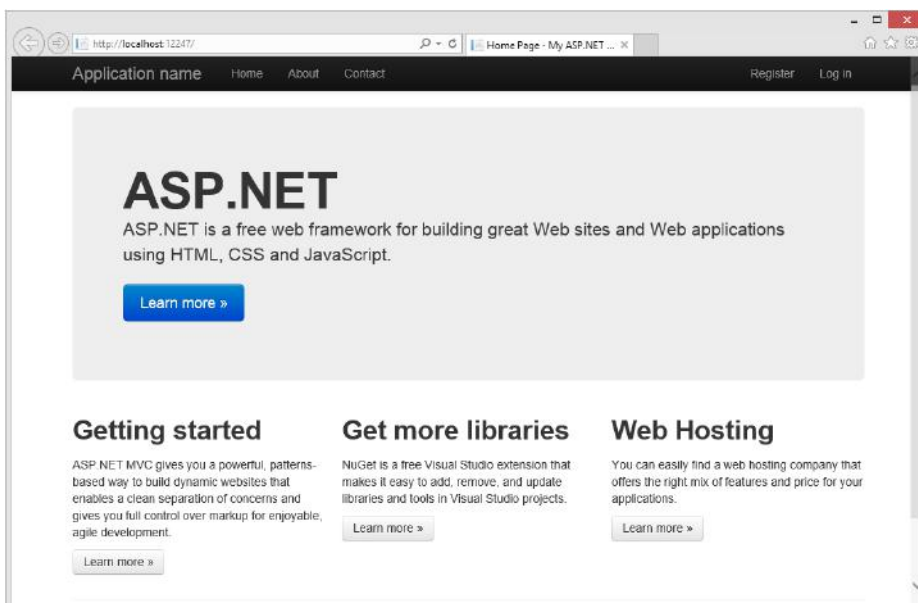 http://localhost:12247/
Home Page - My ASP.NET ...
Application name Home About Contact Register Log in
ASP.NET
ASP.NET is a free web framework for building great Web sites and Web applications
using HTML, CSS and JavaScript.
Learn more »
Getting started
ASP.NET MVC gives you a powerful, patterns-
based way to build dynamic websites that
enables a clean separation of concerns and
gives you full control over markup for enjoyable,
agile development.
Learn more »
Get more libraries
NuGet is a free Visual Studio extension that
makes it easy to add, remove, and update
libraries and tools in Visual Studio projects.
Learn more »
Web Hosting
You can easily find a web hosting company that
offers the right mix of features and price for your
applications.
Learn more »